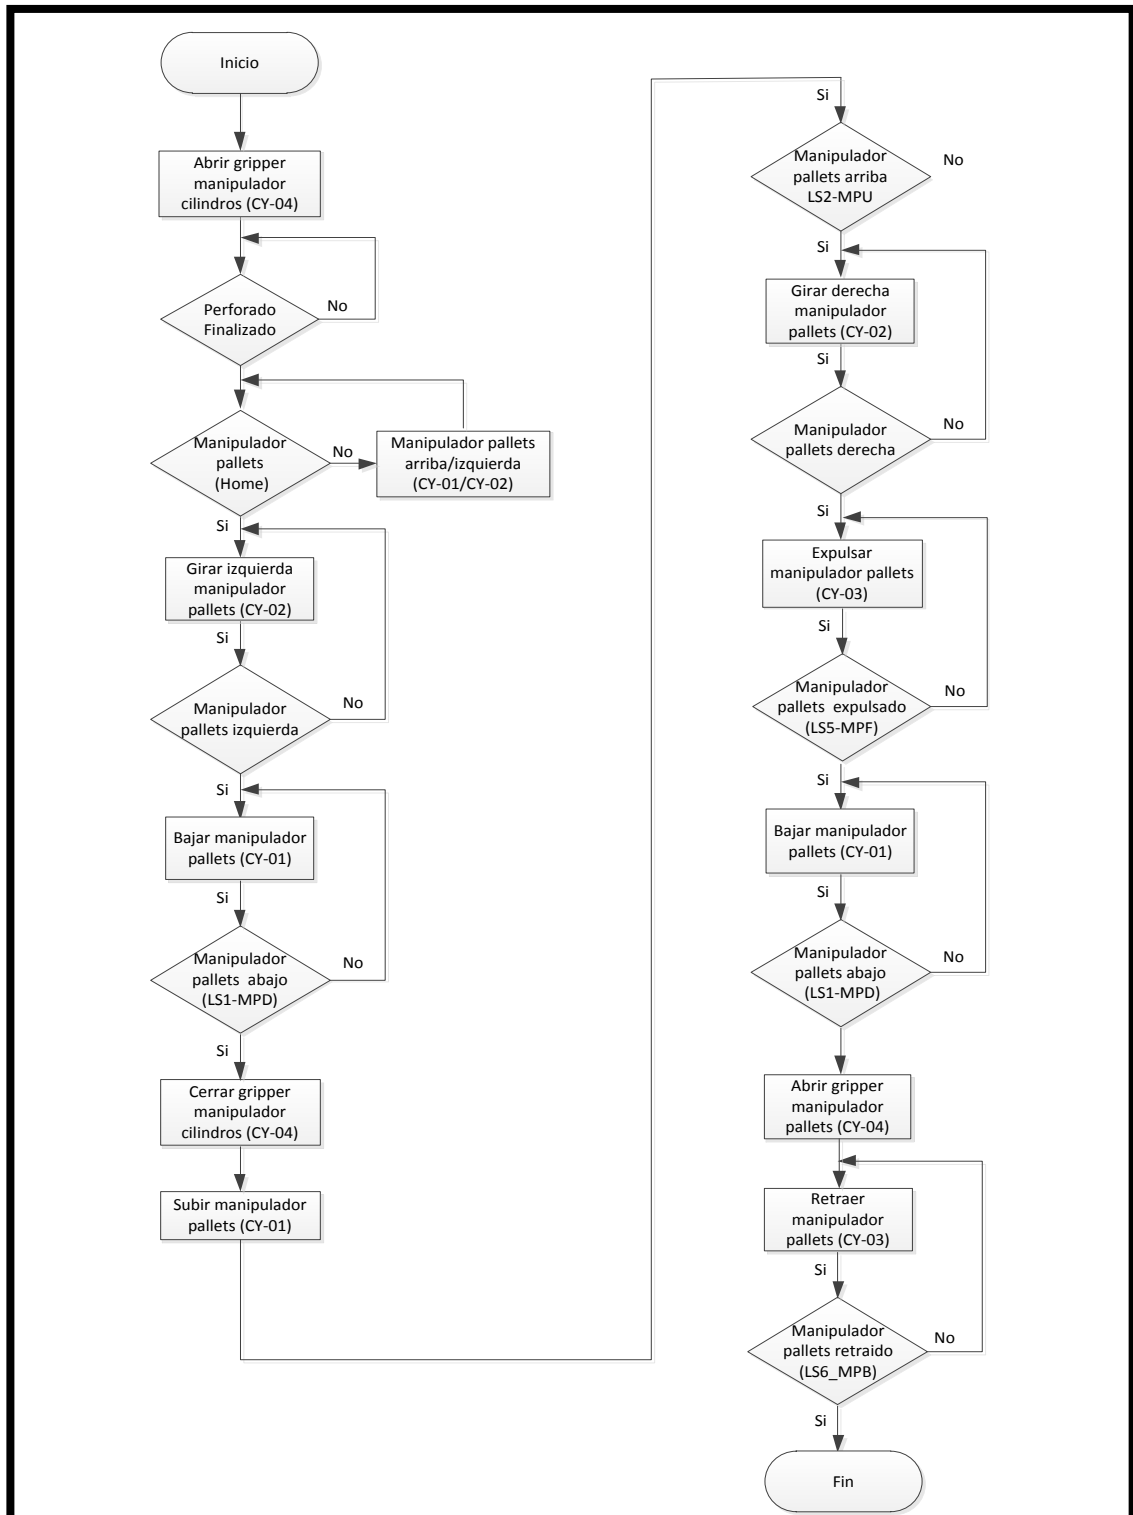 Inicio
Abrir gripper
manipulador
cilindros (CY-04)
Perforado
Finalizado
No
Manipulador
pallets
(Home)
No
Manipulador pallets
arriba/izquierda
(CY-01/CY-02)
Si
Girar izquierda
manipulador
pallets (CY-02)
Si
Manipulador
pallets izquierda
No
Si
Bajar manipulador
pallets (CY-01)
Si
Manipulador
pallets abajo
(LS1-MPD)
No
Si
Cerrar gripper
manipulador
cilindros (CY-04)
Subir manipulador
pallets (CY-01)
Si
Manipulador
pallets arriba
LS2-MPU
No
Si
Girar derecha
manipulador
pallets (CY-02)
Si
Manipulador
pallets derecha
No
Si
Expulsar
manipulador pallets
(CY-03)
Si
Manipulador
pallets expulsado
(LS5-MPF)
No
Si
Bajar manipulador
pallets (CY-01)
Si
Manipulador
pallets abajo
(LS1-MPD)
No
Abrir gripper
manipulador
pallets (CY-04)
Retraer
manipulador
pallets (CY-03)
Si
Manipulador
pallets retraido
(LS6_MPB)
No
Si
Fin